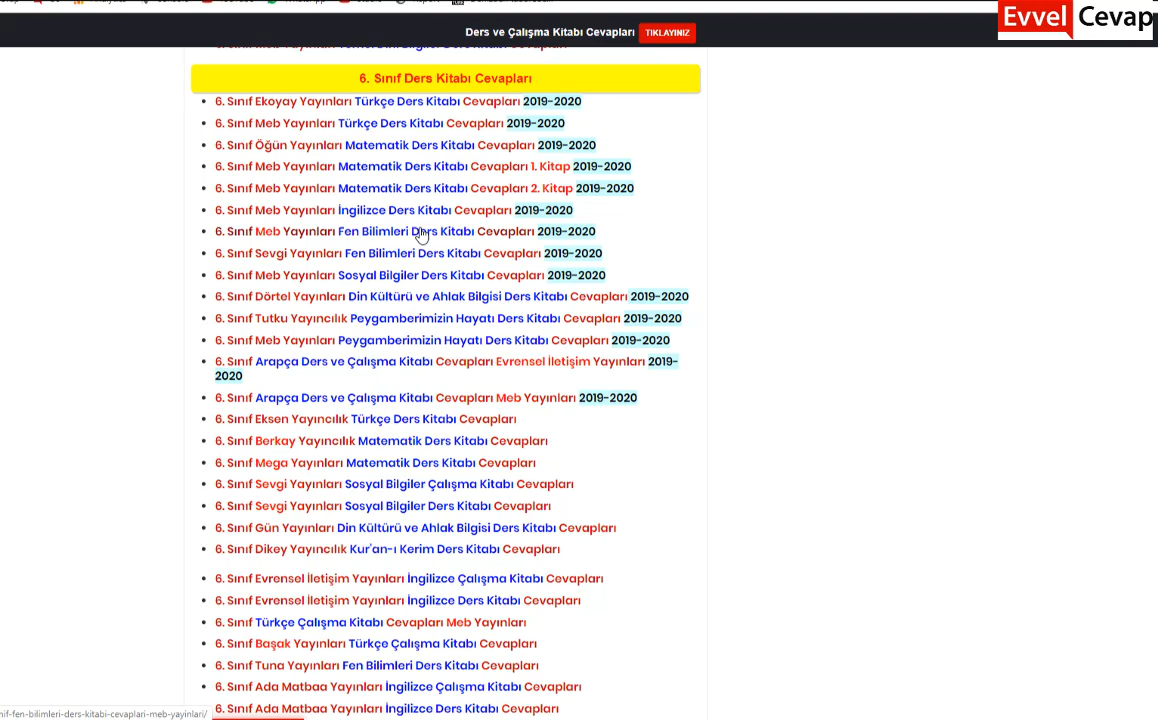 Evvel Cevap
Ders ve Çalışma Kitabı Cevapları TIKLAYINIZ
6. Sınıf Ders Kitabı Cevapları
• 6. Sınıf Ekoyay Yayınları Türkçe Ders Kitabı Cevapları 2019-2020
• 6. Sınıf Meb Yayınları Türkçe Ders Kitabı Cevapları 2019-2020
• 6. Sınıf Öğün Yayınları Matematik Ders Kitabı Cevapları 2019-2020
• 6. Sınıf Meb Yayınları Matematik Ders Kitabı Cevapları 1. Kitap 2019-2020
• 6. Sınıf Meb Yayınları Matematik Ders Kitabı Cevapları 2. Kitap 2019-2020
• 6. Sınıf Meb Yayınları İngilizce Ders Kitabı Cevapları 2019-2020
• 6. Sınıf Meb Yayınları Fen Bilimleri Ders Kitabı Cevapları 2019-2020
• 6. Sınıf Sevgi Yayınları Fen Bilimleri Ders Kitabı Cevapları 2019-2020
• 6. Sınıf Meb Yayınları Sosyal Bilgiler Ders Kitabı Cevapları 2019-2020
• 6. Sınıf Dörtel Yayınları Din Kültürü ve Ahlak Bilgisi Ders Kitabı Cevapları 2019-2020
• 6. Sınıf Tutku Yayıncılık Peygamberimizin Hayatı Ders Kitabı Cevapları 2019-2020
• 6. Sınıf Meb Yayınları Peygamberimizin Hayatı Ders Kitabı Cevapları 2019-2020
• 6. Sınıf Arapça Ders ve Çalışma Kitabı Cevapları Evrensel İletişim Yayınları 2019-
2020
• 6. Sınıf Arapça Ders ve Çalışma Kitabı Cevapları Meb Yayınları 2019-2020
• 6. Sınıf Eksen Yayıncılık Türkçe Ders Kitabı Cevapları
• 6. Sınıf Berkay Yayıncılık Matematik Ders Kitabı Cevapları
• 6. Sınıf Mega Yayınları Matematik Ders Kitabı Cevapları
• 6. Sınıf Sevgi Yayınları Sosyal Bilgiler Çalışma Kitabı Cevapları
• 6. Sınıf Sevgi Yayınları Sosyal Bilgiler Ders Kitabı Cevapları
• 6. Sınıf Gün Yayınları Din Kültürü ve Ahlak Bilgisi Ders Kitabı Cevapları
• 6. Sınıf Dikey Yayıncılık Kur'an-ı Kerim Ders Kitabı Cevapları
• 6. Sınıf Evrensel İletişim Yayınları İngilizce Çalışma Kitabı Cevapları
• 6. Sınıf Evrensel İletişim Yayınları İngilizce Ders Kitabı Cevapları
• 6. Sınıf Türkçe Çalışma Kitabı Cevapları Meb Yayınları
• 6. Sınıf Başak Yayınları Türkçe Çalışma Kitabı Cevapları
• 6. Sınıf Tuna Yayınları Fen Bilimleri Ders Kitabı Cevapları
• 6. Sınıf Ada Matbaa Yayınları İngilizce Çalışma Kitabı Cevapları
• 6. Sınıf Ada Matbaa Yayınları İngilizce Ders Kitabı Cevapları
nif-fen-bilimleri-ders-kitabi-cevaplari-meb-yayinlari/